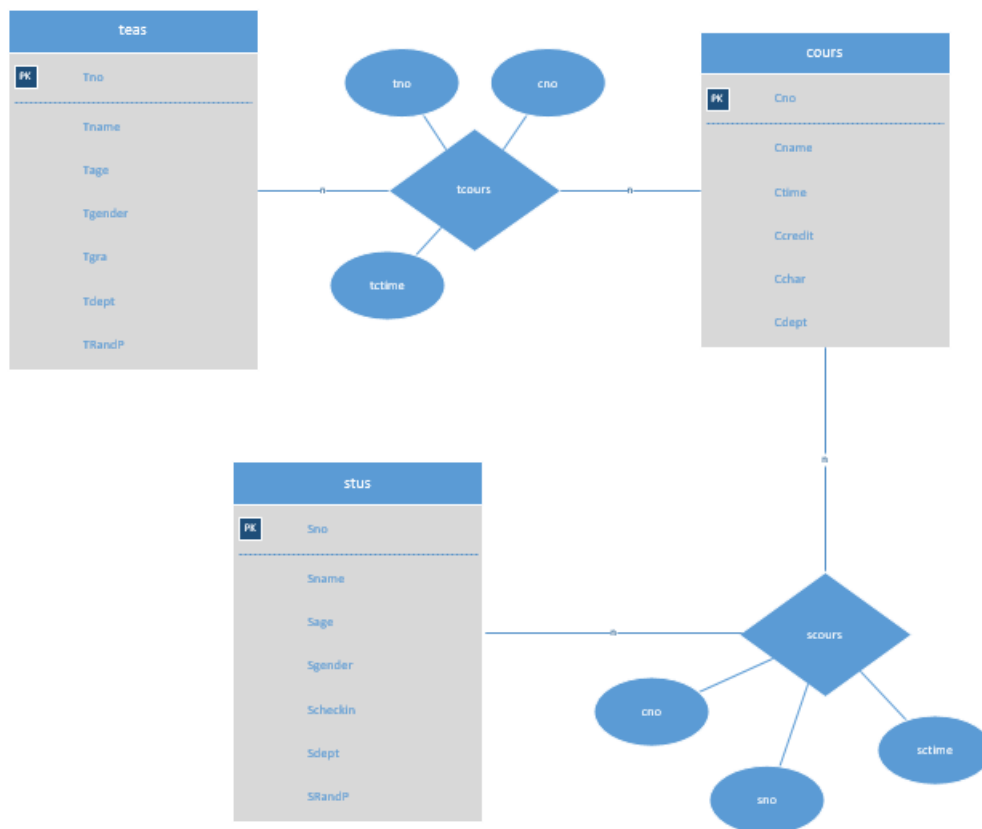 teas
PK Tno
Tname
Tage
Tgender
Tgra
Tdept
TRandP
tno
cno
n
tcours
n
tctime
cours
PK Cno
Cname
Ctime
Ccredit
Cchar
Cdept
n
stus
PK Sno
Sname
Sage
Sgender
Scheckin
Sdept
SRandP
n
scours
cno
sno
sctime